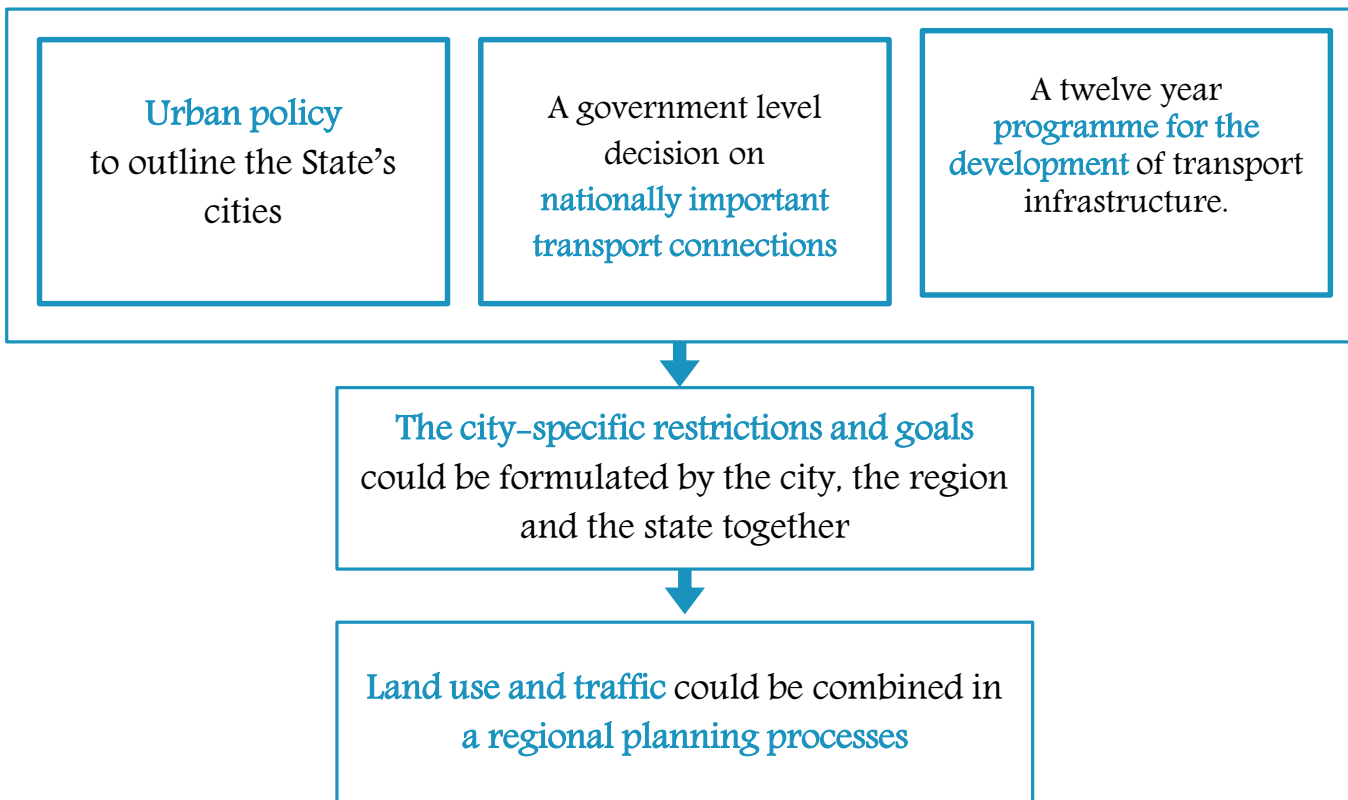 Urban policy
to outline the State's
cities
A government level
decision on
nationally important
transport connections
A twelve year
programme for the
development of transport
infrastructure.
The city-specific restrictions and goals
could be formulated by the city, the region
and the state together
Land use and traffic could be combined in
a regional planning processes